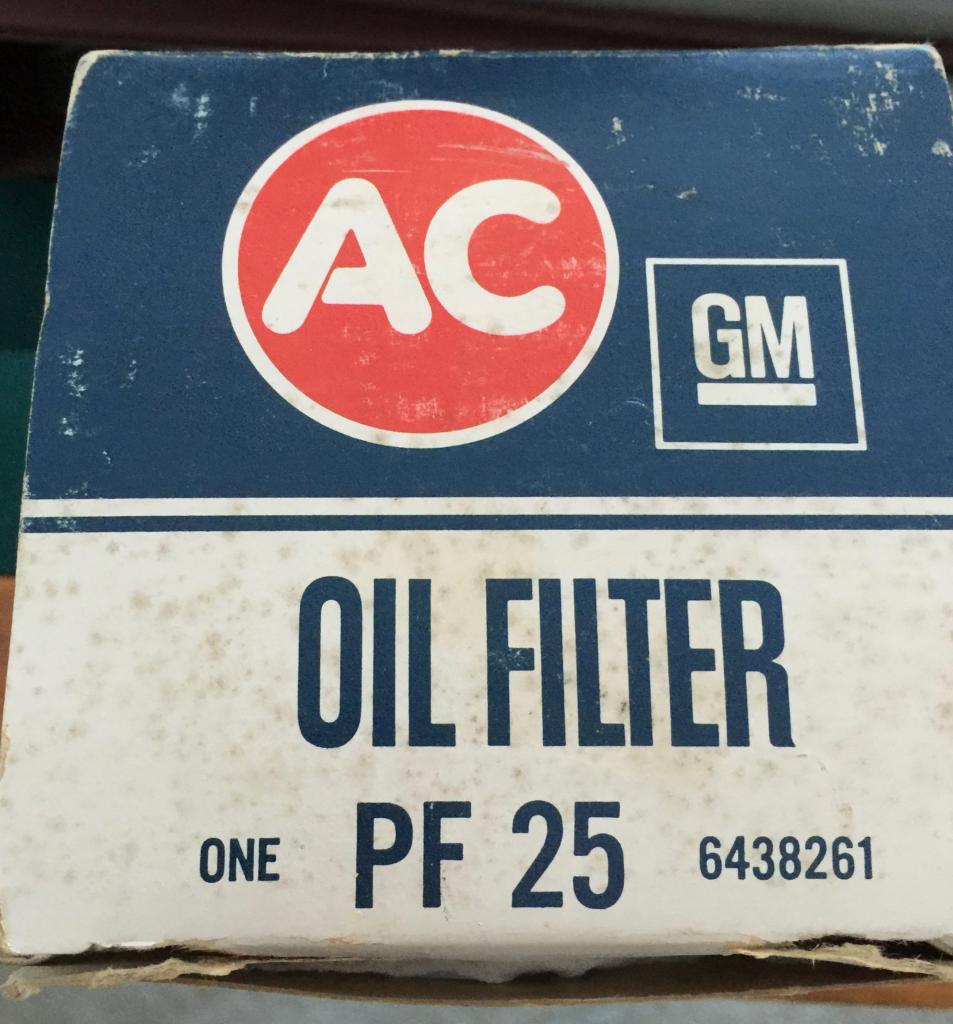 AC
GM
OIL FILTER
ONE PF 25 6438261